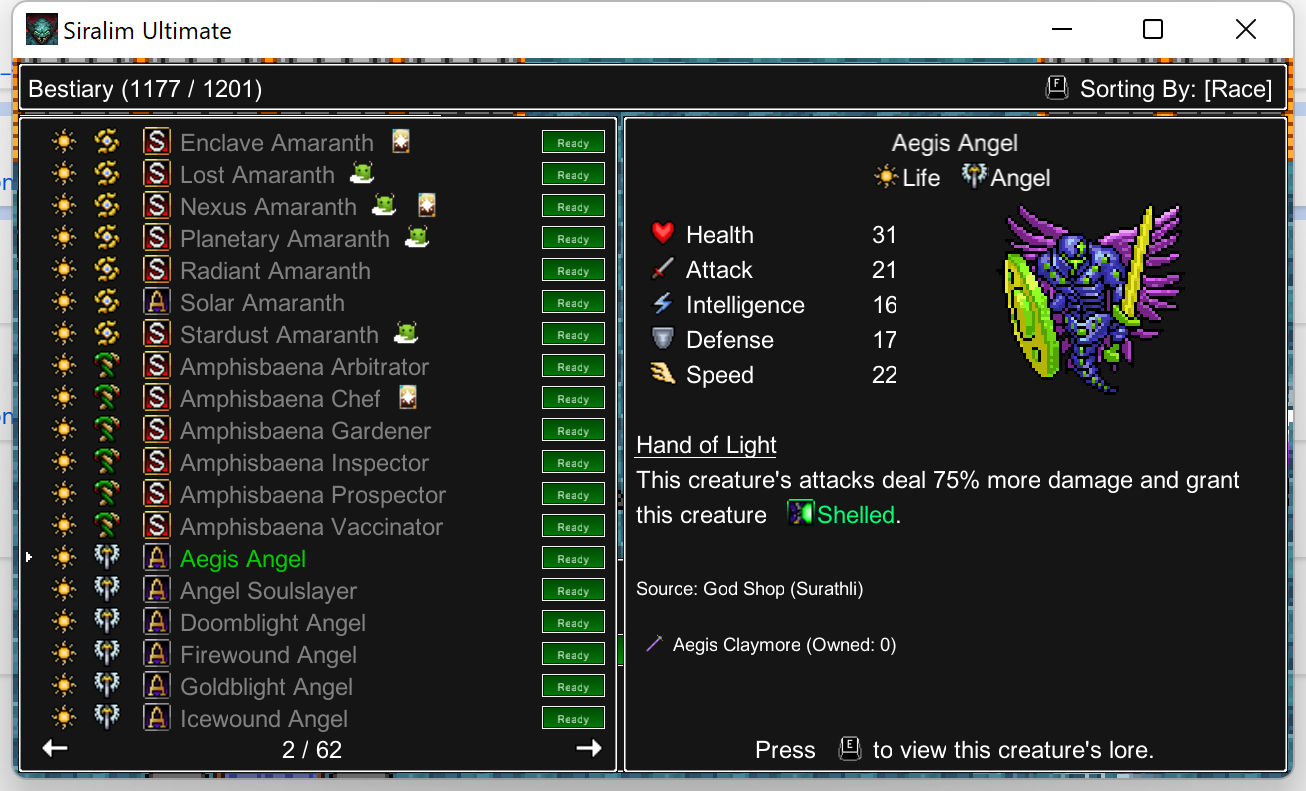 Siralim Ultimate
Bestiary (1177 / 1201)
F Sorting By: [Race]
S Enclave Amaranth Ready
S Lost Amaranth Ready
S Nexus Amaranth Ready
S Planetary Amaranth Ready
S Radiant Amaranth Ready
A Solar Amaranth Ready
S Stardust Amaranth Ready
S Amphisbaena Arbitrator Ready
S Amphisbaena Chef Ready
S Amphisbaena Gardener Ready
S Amphisbaena Inspector Ready
S Amphisbaena Prospector Ready
S Amphisbaena Vaccinator Ready
A Aegis Angel Ready
A Angel Soulslayer Ready
A Doomblight Angel Ready
A Firewound Angel Ready
A Goldblight Angel Ready
A Icewound Angel Ready
2 / 62
Aegis Angel
Life Angel
Health 31
Attack 21
Intelligence 16
Defense 17
Speed 22
Hand of Light
This creature's attacks deal 75% more damage and grant
this creature Shelled.
Source: God Shop (Surathli)
Aegis Claymore (Owned: 0)
Press E to view this creature's lore.